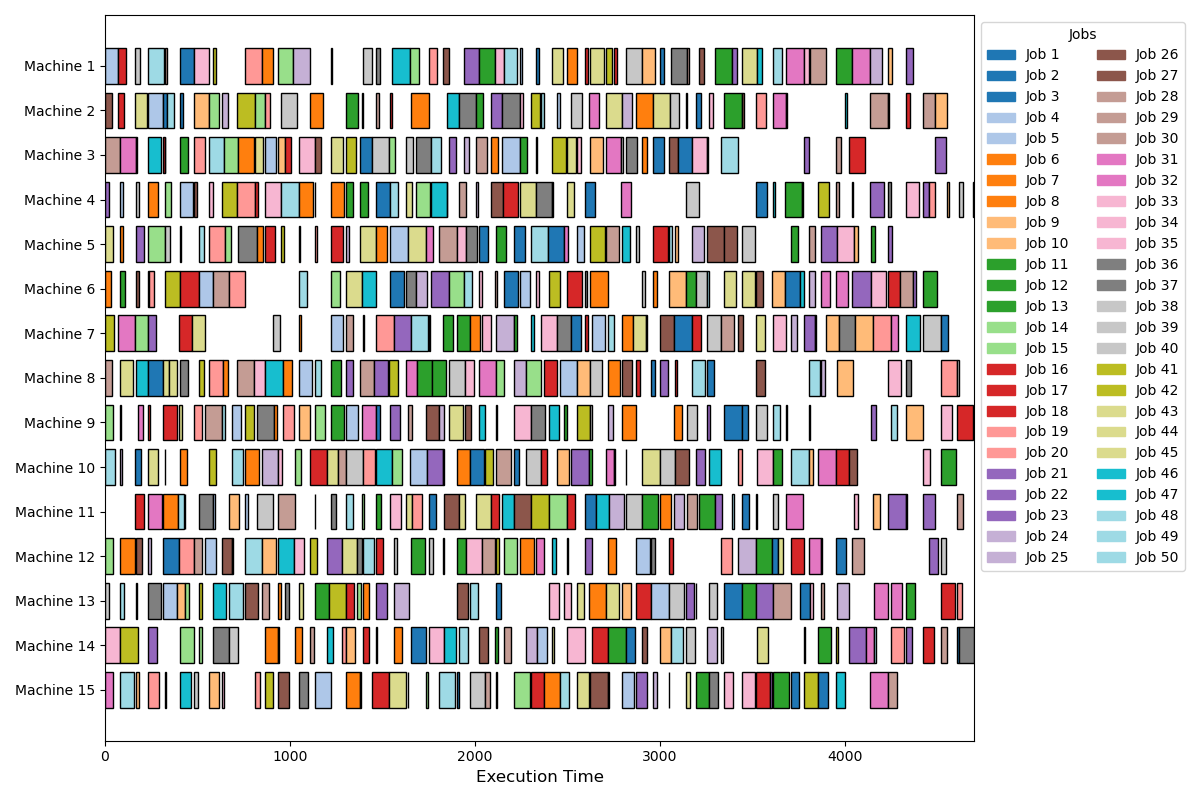 Machine 1
Machine 2
Machine 3
Machine 4
Machine 5
Machine 6
Machine 7
Machine 8
Machine 9
Machine 10
Machine 11
Machine 12
Machine 13
Machine 14
Machine 15
0 1000 2000 3000 4000
Execution Time
Jobs
Job 1 Job 26
Job 2 Job 27
Job 3 Job 28
Job 4 Job 29
Job 5 Job 30
Job 6 Job 31
Job 7 Job 32
Job 8 Job 33
Job 9 Job 34
Job 10 Job 35
Job 11 Job 36
Job 12 Job 37
Job 13 Job 38
Job 14 Job 39
Job 15 Job 40
Job 16 Job 41
Job 17 Job 42
Job 18 Job 43
Job 19 Job 44
Job 20 Job 45
Job 21 Job 46
Job 22 Job 47
Job 23 Job 48
Job 24 Job 49
Job 25 Job 50